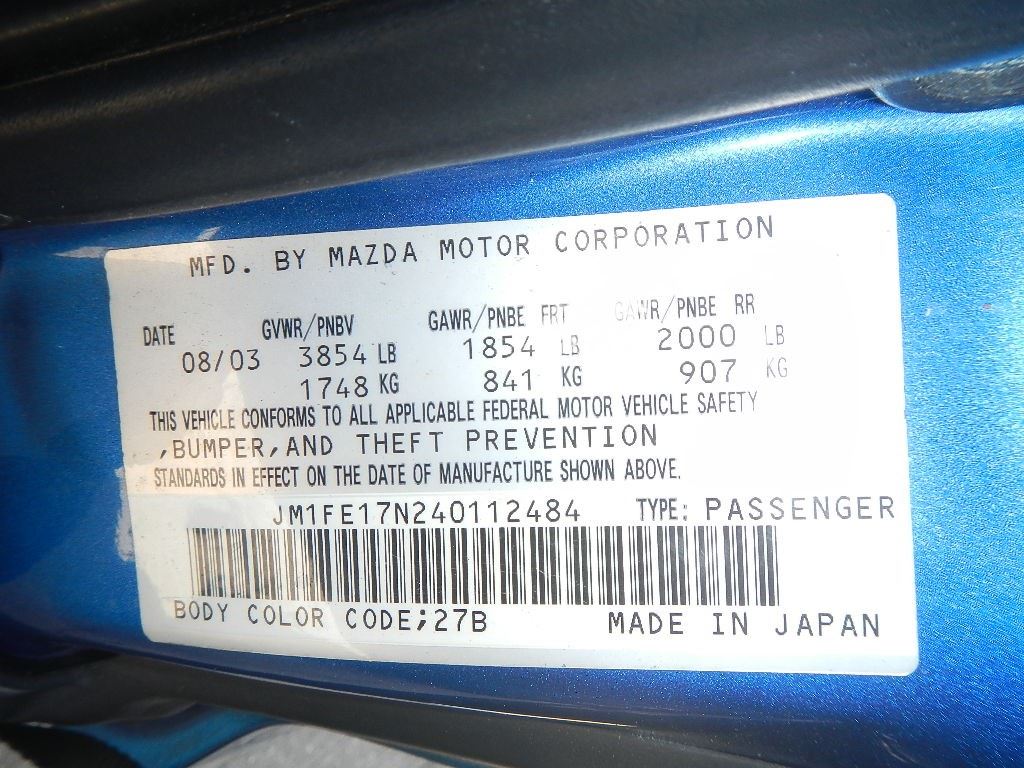 MFD. BY MAZDA MOTOR CORPORATION
DATE GVWR/PNBV GAWR/PNBE FRT GAWR/PNBE RR
08/03 3854 LB 1854 LB 2000 LB
1748 KG 841 KG 907 KG
THIS VEHICLE CONFORMS TO ALL APPLICABLE FEDERAL MOTOR VEHICLE SAFETY
,BUMPER,AND THEFT PREVENTION
STANDARDS IN EFFECT ON THE DATE OF MANUFACTURE SHOWN ABOVE.
JM1FE17N240112484 TYPE: PASSENGER
BODY COLOR CODE;27B MADE IN JAPAN